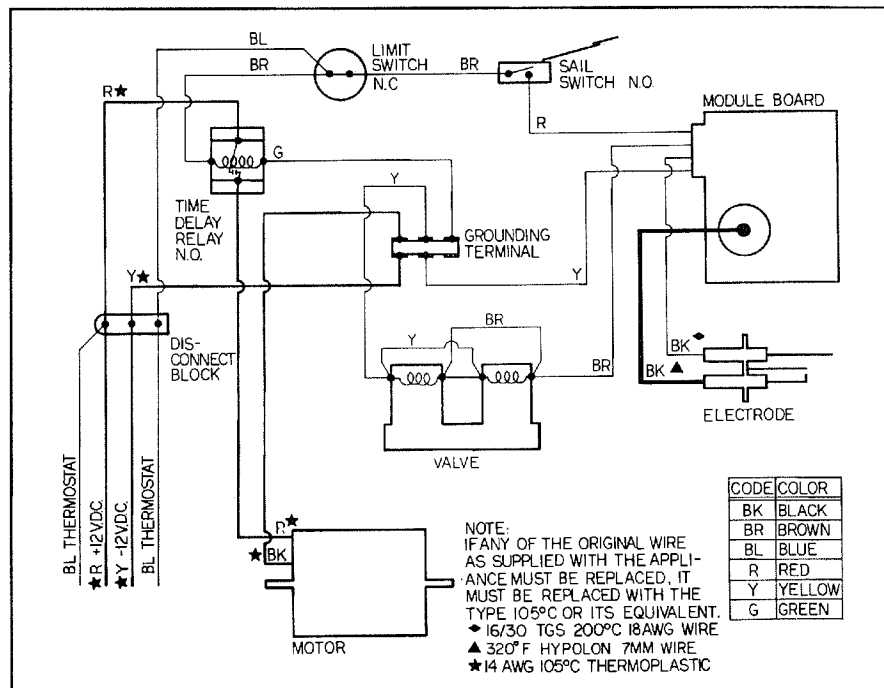 BL
LIMIT
SWITCH
N.C
BR
BR
SAIL
SWITCH N.O.
R★
R
MODULE BOARD
G
Y
TIME
DELAY
RELAY
N.O.
GROUNDING
TERMINAL
Y★
Y
DIS-
CONNECT
BLOCK
BR
Y
BR
BK ◆
BK ▲
ELECTRODE
VALVE
BL THERMOSTAT
★R +12V.D.C.
★Y -12V.D.C.
BL THERMOSTAT
R★
★BK
MOTOR
NOTE:
IF ANY OF THE ORIGINAL WIRE
AS SUPPLIED WITH THE APPLI-
ANCE MUST BE REPLACED, IT
MUST BE REPLACED WITH THE
TYPE 105°C OR ITS EQUIVALENT.
◆ 16/30 TGS 200°C 18AWG WIRE
▲ 320°F HYPOLON 7MM WIRE
★ 14 AWG 105°C THERMOPLASTIC
CODE COLOR
BK BLACK
BR BROWN
BL BLUE
R RED
Y YELLOW
G GREEN